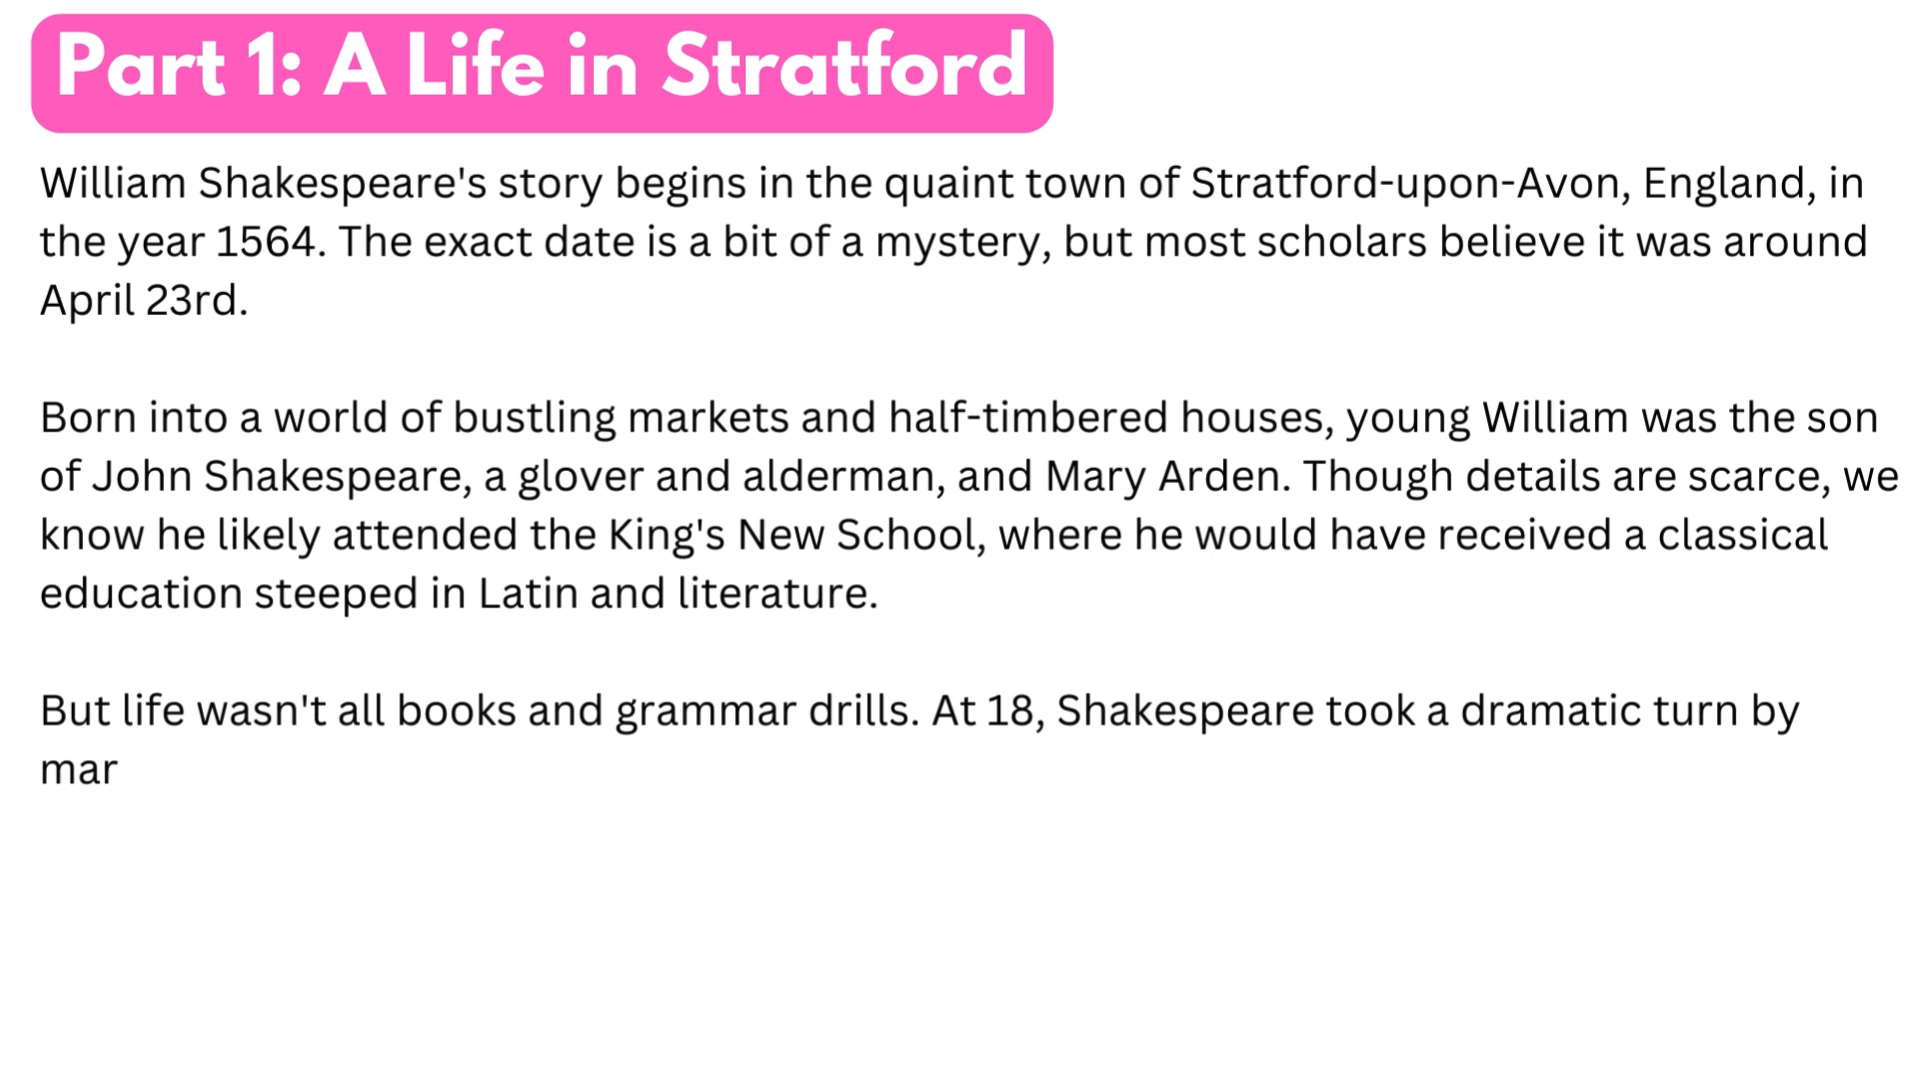 Part 1: A Life in Stratford
William Shakespeare's story begins in the quaint town of Stratford-upon-Avon, England, in
the year 1564. The exact date is a bit of a mystery, but most scholars believe it was around
April 23rd.
Born into a world of bustling markets and half-timbered houses, young William was the son
of John Shakespeare, a glover and alderman, and Mary Arden. Though details are scarce, we
know he likely attended the King's New School, where he would have received a classical
education steeped in Latin and literature.
But life wasn't all books and grammar drills. At 18, Shakespeare took a dramatic turn by
mar